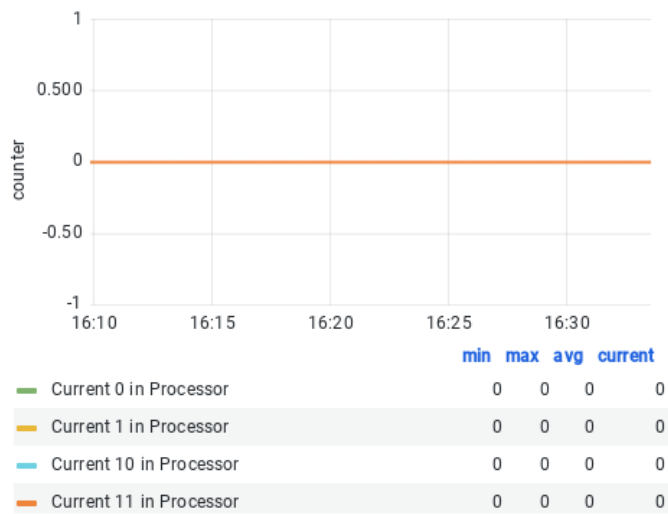 1
0.500
0
-0.50
-1
counter
16:10 16:15 16:20 16:25 16:30
min max avg current
Current 0 in Processor 0 0 0 0
Current 1 in Processor 0 0 0 0
Current 10 in Processor 0 0 0 0
Current 11 in Processor 0 0 0 0